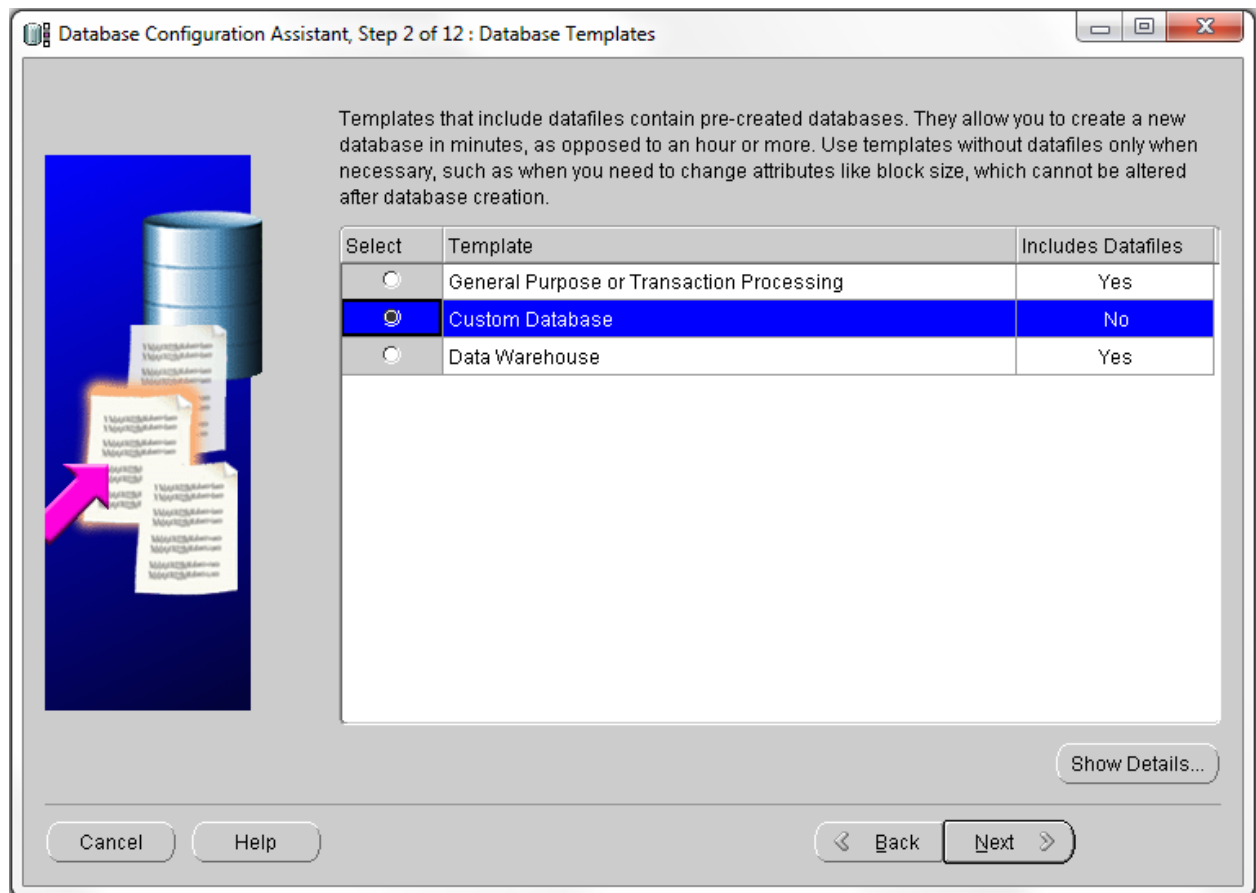 Database Configuration Assistant, Step 2 of 12 : Database Templates
Templates that include datafiles contain pre-created databases. They allow you to create a new
database in minutes, as opposed to an hour or more. Use templates without datafiles only when
necessary, such as when you need to change attributes like block size, which cannot be altered
after database creation.
Select Template Includes Datafiles
General Purpose or Transaction Processing Yes
Custom Database No
Data Warehouse Yes
Show Details...
Cancel Help Back Next